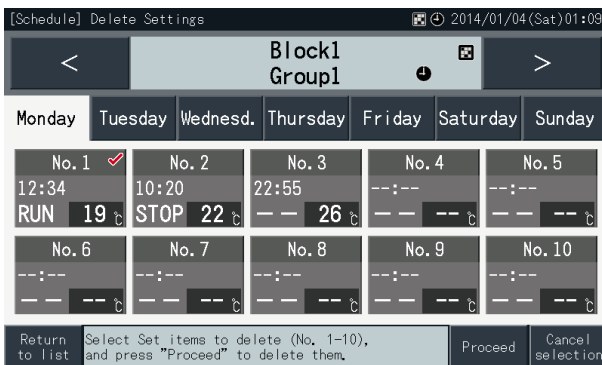 [Schedule] Delete Settings 2014/01/04(Sat)01:09
< Block1 >
Group1
Monday Tuesday Wednesd. Thursday Friday Saturday Sunday
No. 1 No. 2 No. 3 No. 4 No. 5
12:34 10:20 22:55 --:-- --:--
RUN 19 ℃ STOP 22 ℃ -- 26 ℃ -- -- ℃ -- -- ℃
No. 6 No. 7 No. 8 No. 9 No. 10
--:-- --:-- --:-- --:-- --:--
-- -- ℃ -- -- ℃ -- -- ℃ -- -- ℃ -- -- ℃
Return Select Set items to delete (No. 1-10), Proceed Cancel
to list and press "Proceed" to delete them. selection